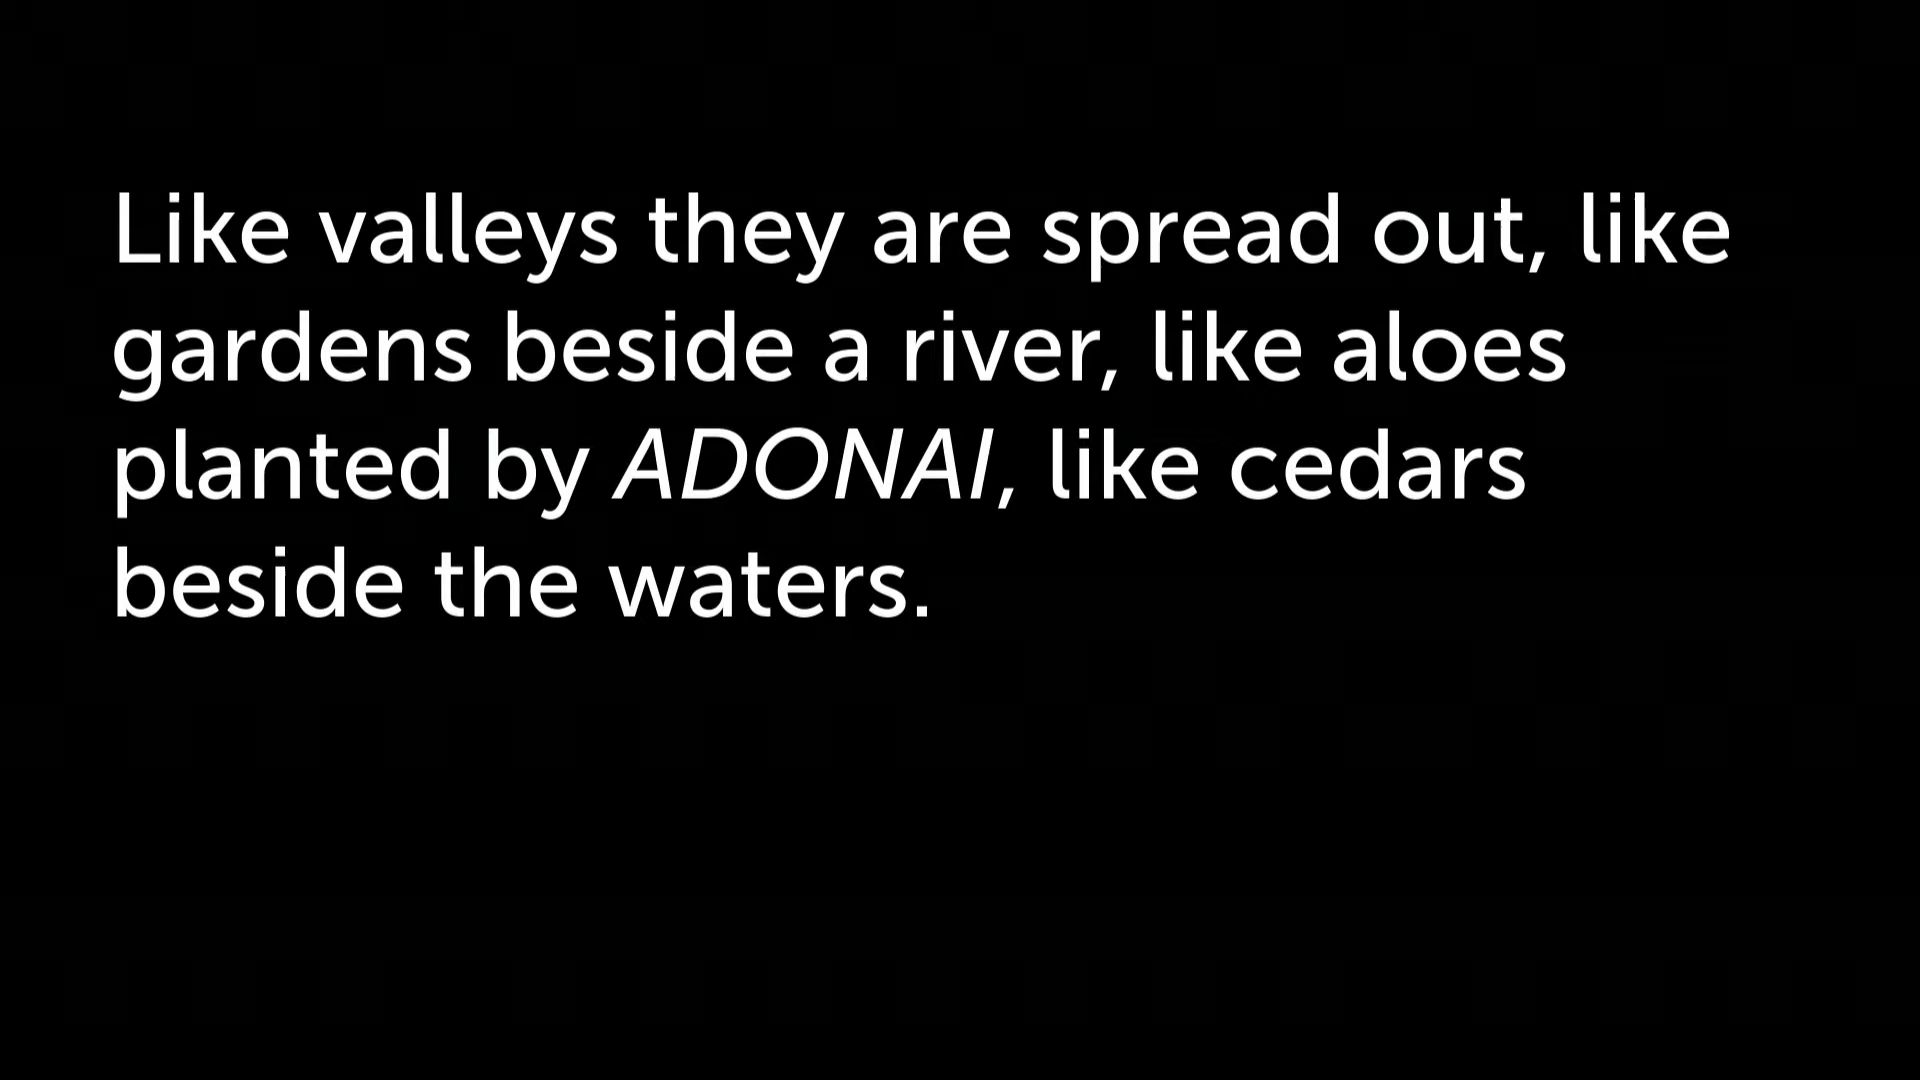 Like valleys they are spread out, like
gardens beside a river, like aloes
planted by ADONAI, like cedars
beside the waters.